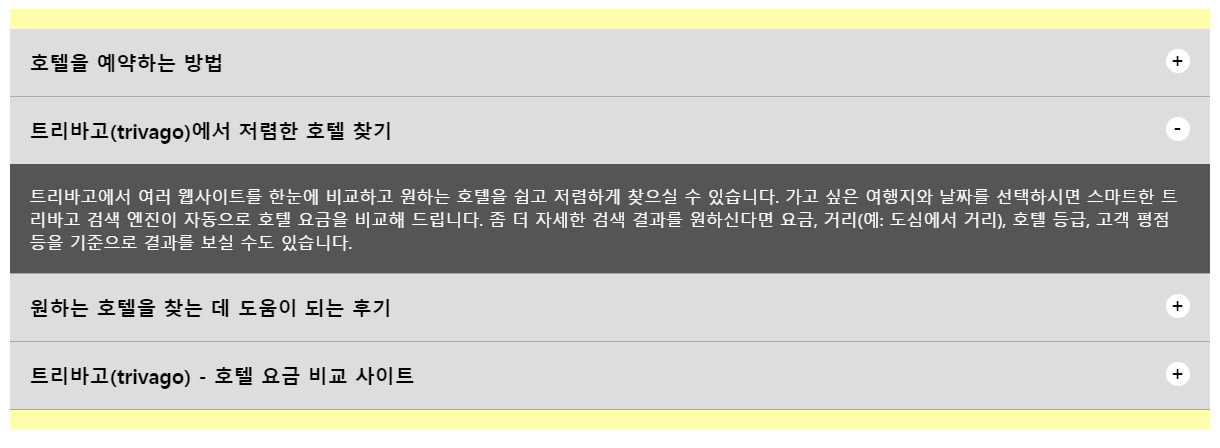 호텔을 예약하는 방법
+
트리바고(trivago)에서 저렴한 호텔 찾기
-
트리바고에서 여러 웹사이트를 한눈에 비교하고 원하는 호텔을 쉽고 저렴하게 찾으실 수 있습니다. 가고 싶은 여행지와 날짜를 선택하시면 스마트한 트
리바고 검색 엔진이 자동으로 호텔 요금을 비교해 드립니다. 좀 더 자세한 검색 결과를 원하신다면 요금, 거리(예: 도심에서 거리), 호텔 등급, 고객 평점
등을 기준으로 결과를 보실 수도 있습니다.
원하는 호텔을 찾는 데 도움이 되는 후기
+
트리바고(trivago) - 호텔 요금 비교 사이트
+